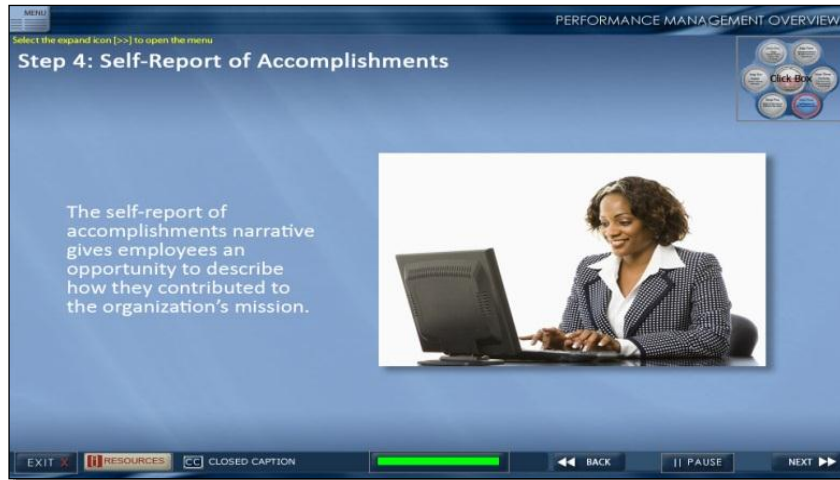 MENU
PERFORMANCE MANAGEMENT OVERVIEW
Select the expand icon [>>] to open the menu
Step 4: Self-Report of Accomplishments
Click Box
The self-report of
accomplishments narrative
gives employees an
opportunity to describe
how they contributed to
the organization's mission.
EXIT X
RESOURCES
CC CLOSED CAPTION
BACK
|| PAUSE
NEXT